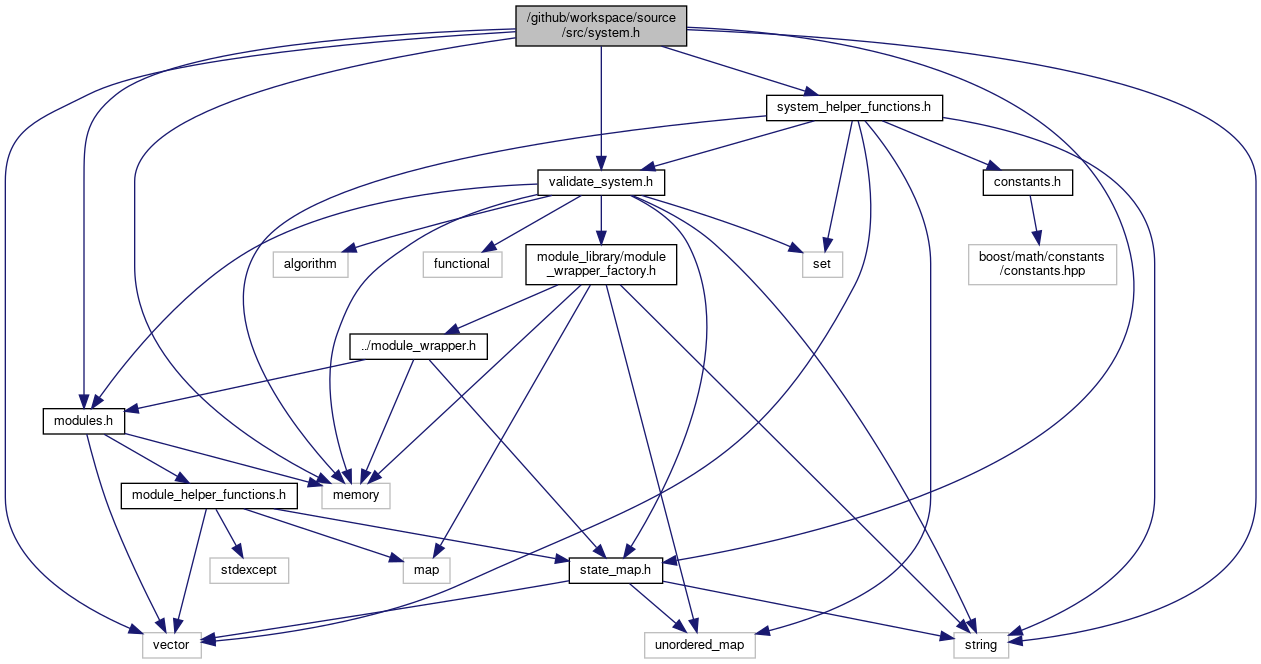 /github/workspace/source
/src/system.h
system_helper_functions.h
validate_system.h
constants.h
algorithm
functional
module_library/module
_wrapper_factory.h
set
boost/math/constants
/constants.hpp
../module_wrapper.h
modules.h
module_helper_functions.h
memory
stdexcept
map
state_map.h
vector
unordered_map
string